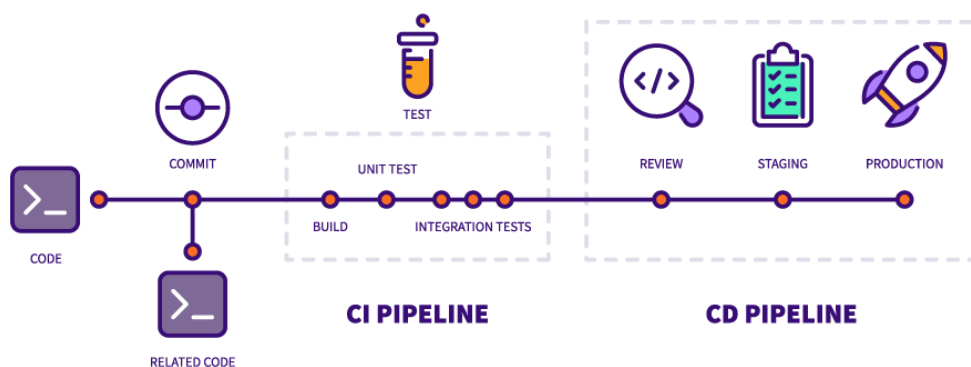 TEST
COMMIT
UNIT TEST
REVIEW
STAGING
PRODUCTION
BUILD
INTEGRATION TESTS
CODE
CI PIPELINE
CD PIPELINE
RELATED CODE